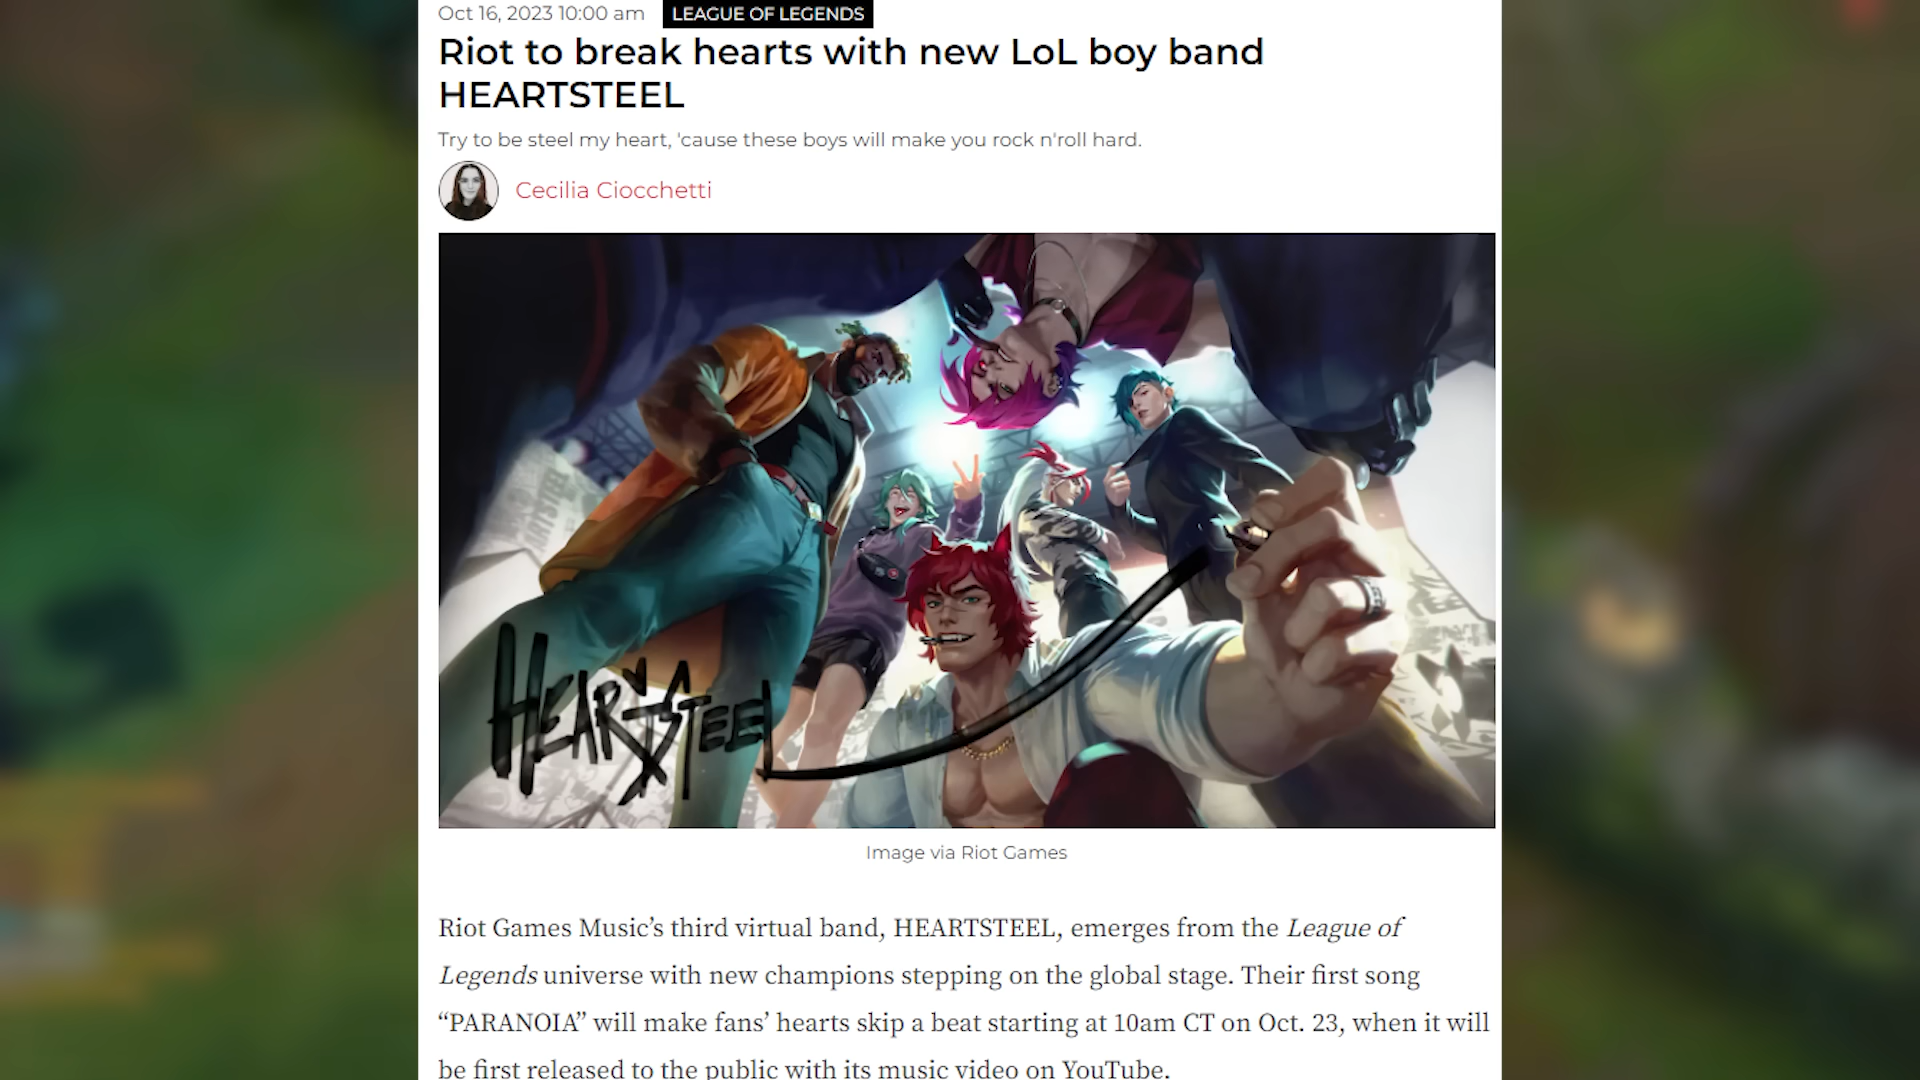 Oct 16, 2023 10:00 am LEAGUE OF LEGENDS
Riot to break hearts with new LoL boy band
HEARTSTEEL
Try to be steel my heart, 'cause these boys will make you rock n'roll hard.
Cecilia Ciocchetti
HEARTSTEEL
Image via Riot Games
Riot Games Music’s third virtual band, HEARTSTEEL, emerges from the League of
Legends universe with new champions stepping on the global stage. Their first song
“PARANOIA” will make fans’ hearts skip a beat starting at 10am CT on Oct. 23, when it will
be first released to the public with its music video on YouTube.